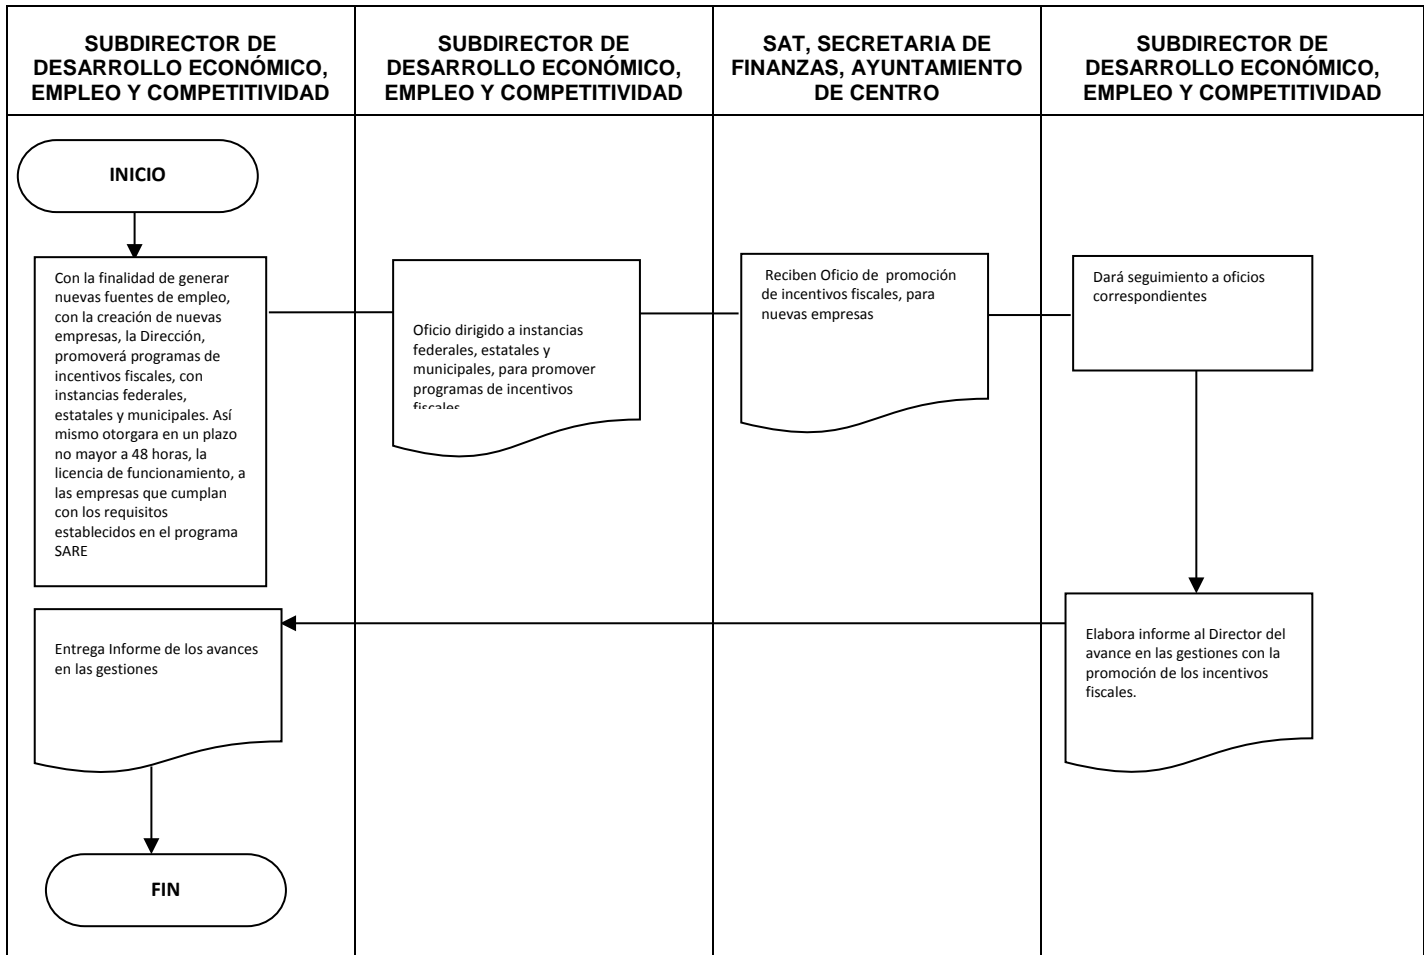 SUBDIRECTOR DE
DESARROLLO ECONÓMICO,
EMPLEO Y COMPETITIVIDAD
SUBDIRECTOR DE
DESARROLLO ECONÓMICO,
EMPLEO Y COMPETITIVIDAD
SAT, SECRETARIA DE
FINANZAS, AYUNTAMIENTO
DE CENTRO
SUBDIRECTOR DE
DESARROLLO ECONÓMICO,
EMPLEO Y COMPETITIVIDAD
INICIO
Con la finalidad de generar
nuevas fuentes de empleo,
con la creación de nuevas
empresas, la Dirección,
promoverá programas de
incentivos fiscales, con
instancias federales,
estatales y municipales. Así
mismo otorgara en un plazo
no mayor a 48 horas, la
licencia de funcionamiento, a
las empresas que cumplan
con los requisitos
establecidos en el programa
SARE
Oficio dirigido a instancias
federales, estatales y
municipales, para promover
programas de incentivos
fiscales
Reciben Oficio de promoción
de incentivos fiscales, para
nuevas empresas
Dará seguimiento a oficios
correspondientes
Entrega Informe de los avances
en las gestiones
Elabora informe al Director del
avance en las gestiones con la
promoción de los incentivos
fiscales.
FIN